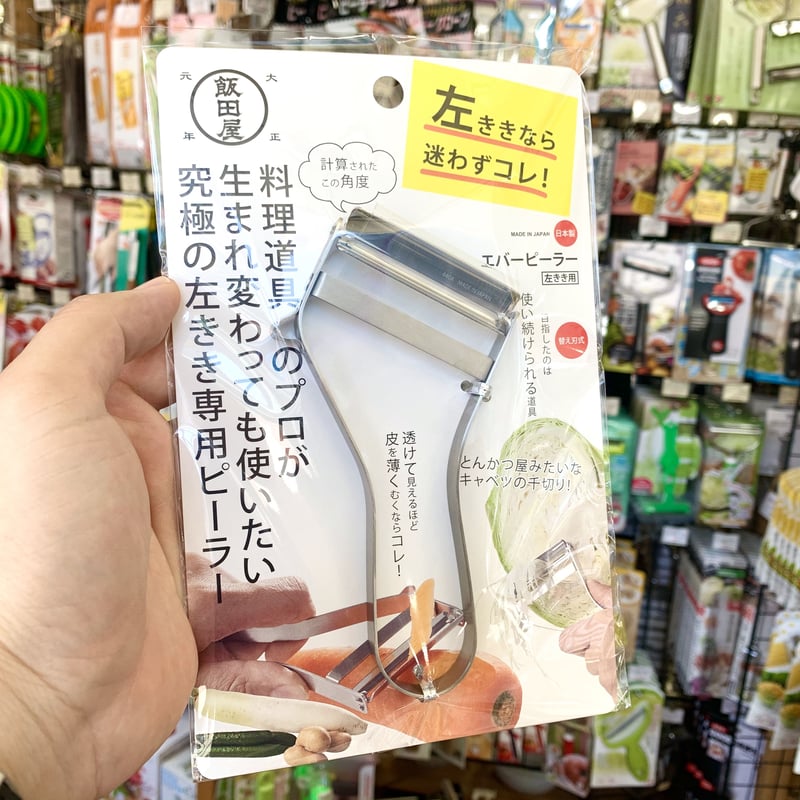 大正元年
飯田屋
左ききなら
迷わずコレ!
計算された
この角度
料理道具のプロが
生まれ変わっても使いたい
究極の左きき専用ピーラー
MADE IN JAPAN 日本製
エバーピーラー
左きき用
目指したのは
使い続けられる道具
替え刃式
透けて見えるほど
皮を薄くむくならコレ!
とんかつ屋みたいな
キャベツの千切り!
MADE IN JAPAN